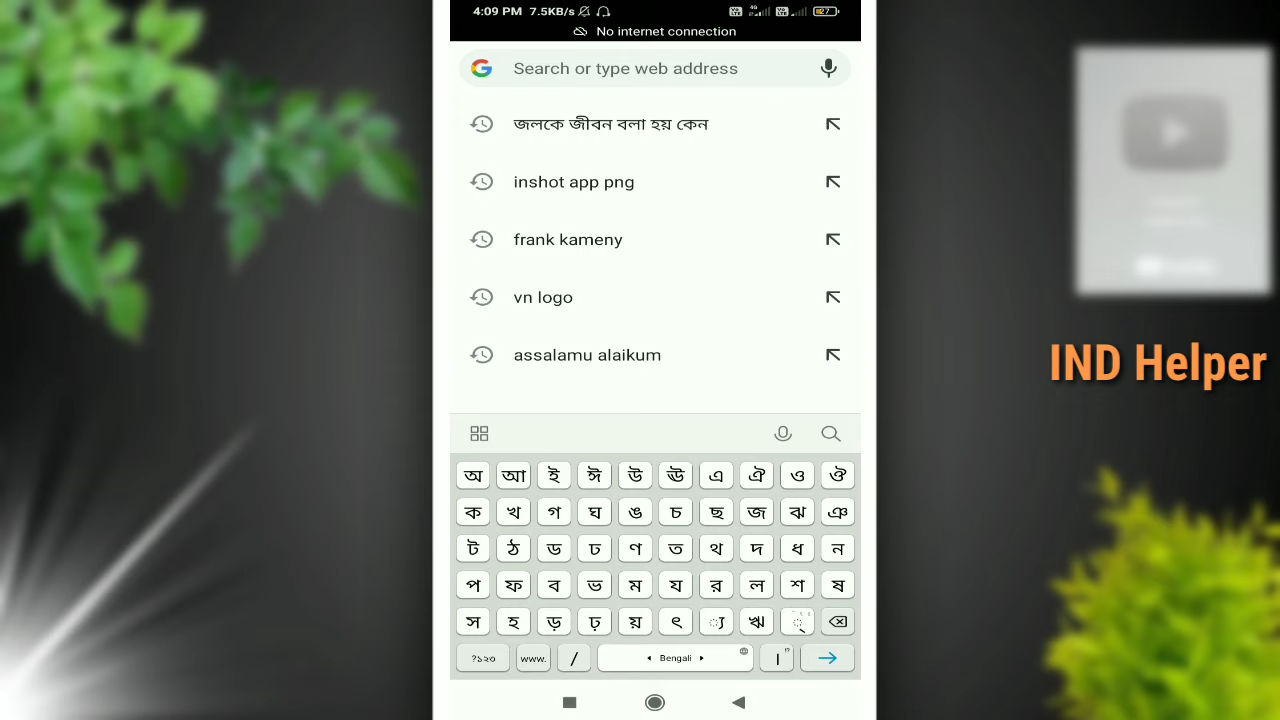 4:09 PM 7.5KB/s
No internet connection
Search or type web address
জলকে জীবন বলা হয় কেন
inshot app png
frank kameny
vn logo
assalamu alaikum
IND Helper
অ আ ই ঈ উ ঊ এ ঐ ও ঔ
ক খ গ ঘ ঙ চ ছ জ ঝ ঞ
ট ঠ ড ঢ ণ ত থ দ ধ ন
প ফ ব ভ ম য র ল শ ষ
স হ ড় ঢ় য় ৎ ্য ঋ ্
?১২৩ www. / Bengali । !?